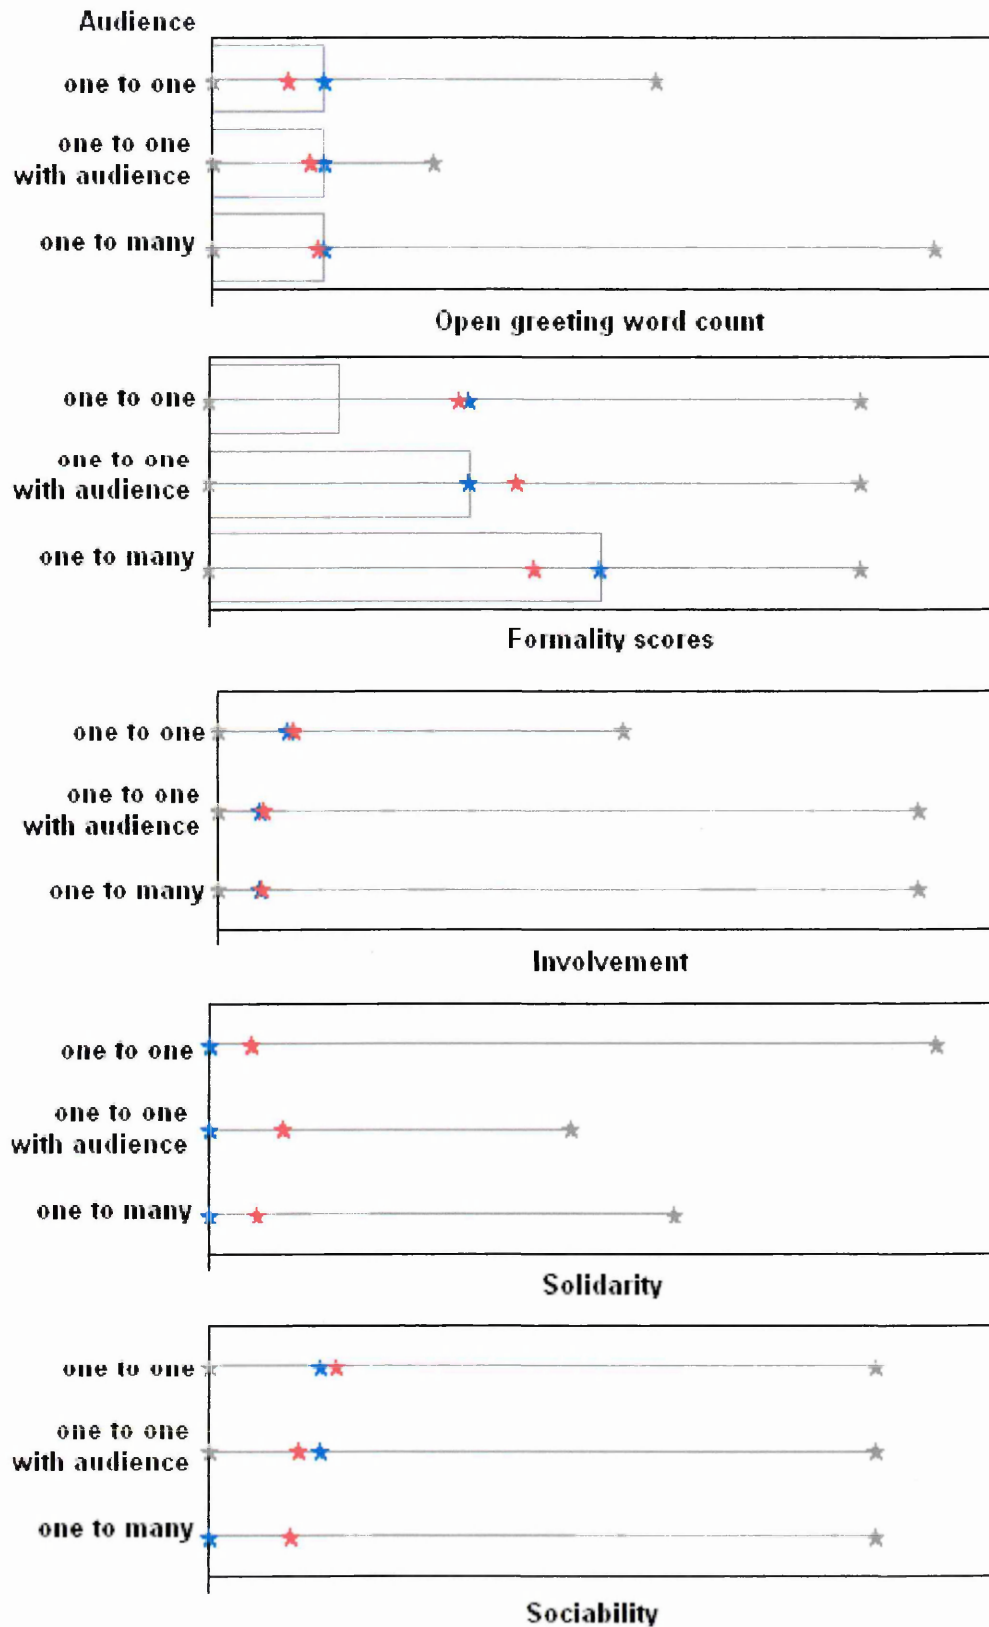 Audience
one to one
one to one
with audience
one to many
Open greeting word count
one to one
one to one
with audience
one to many
Formality scores
one to one
one to one
with audience
one to many
Involvement
one to one
one to one
with audience
one to many
Solidarity
one to one
one to one
with audience
one to many
Sociability